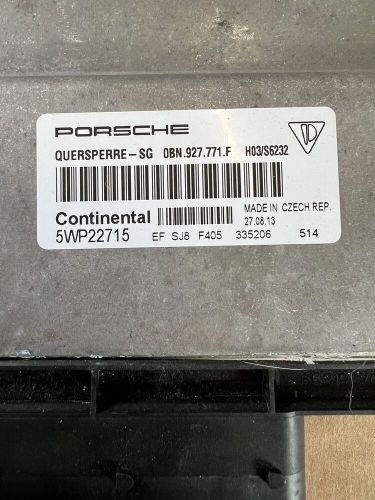 PORSCHE
QUERSPERRE-SG 0BN.927.771.F H03/S6232
Continental MADE IN CZECH REP.
27.08.13
5WP22715 EF SJ8 F405 335206 514